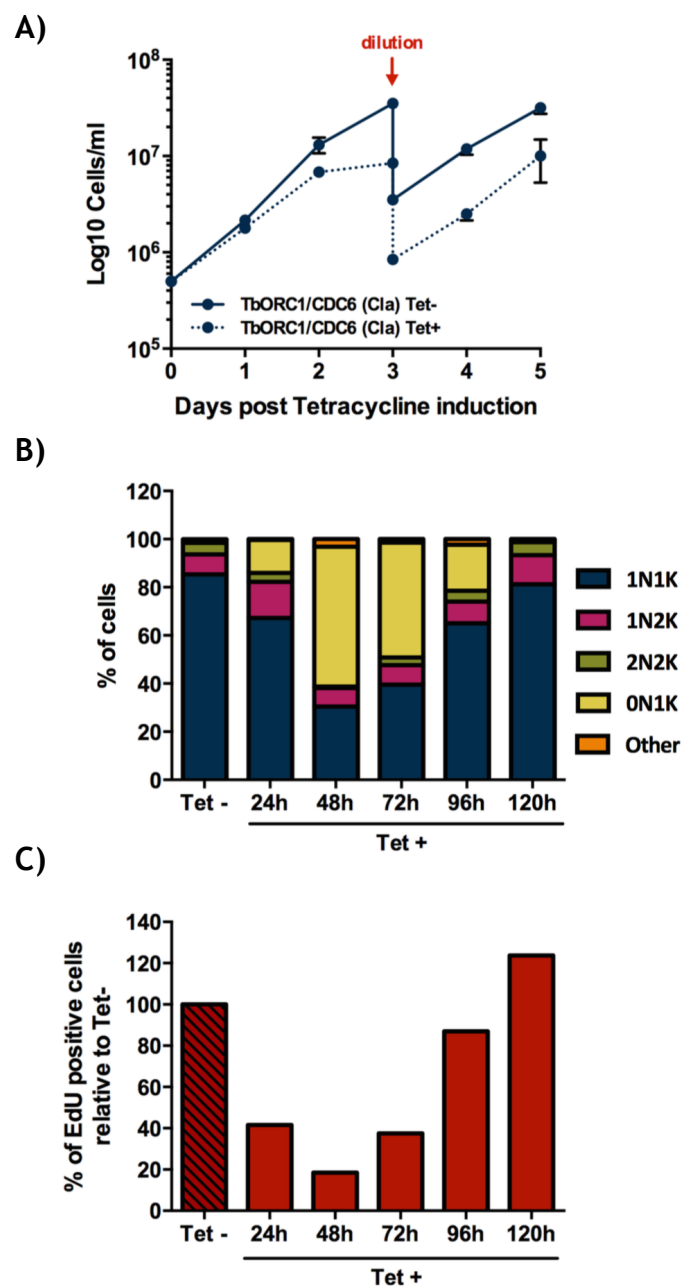 A)
dilution
10⁸
10⁷
10⁶
10⁵
Log10 Cells/ml
TbORC1/CDC6 (Cla) Tet-
TbORC1/CDC6 (Cla) Tet+
0 1 2 3 4 5
Days post Tetracycline induction
B)
120
100
80
60
40
20
0
% of cells
1N1K
1N2K
2N2K
0N1K
Other
Tet - 24h 48h 72h 96h 120h
Tet +
C)
140
120
100
80
60
40
20
0
% of EdU positive cells
relative to Tet-
Tet - 24h 48h 72h 96h 120h
Tet +